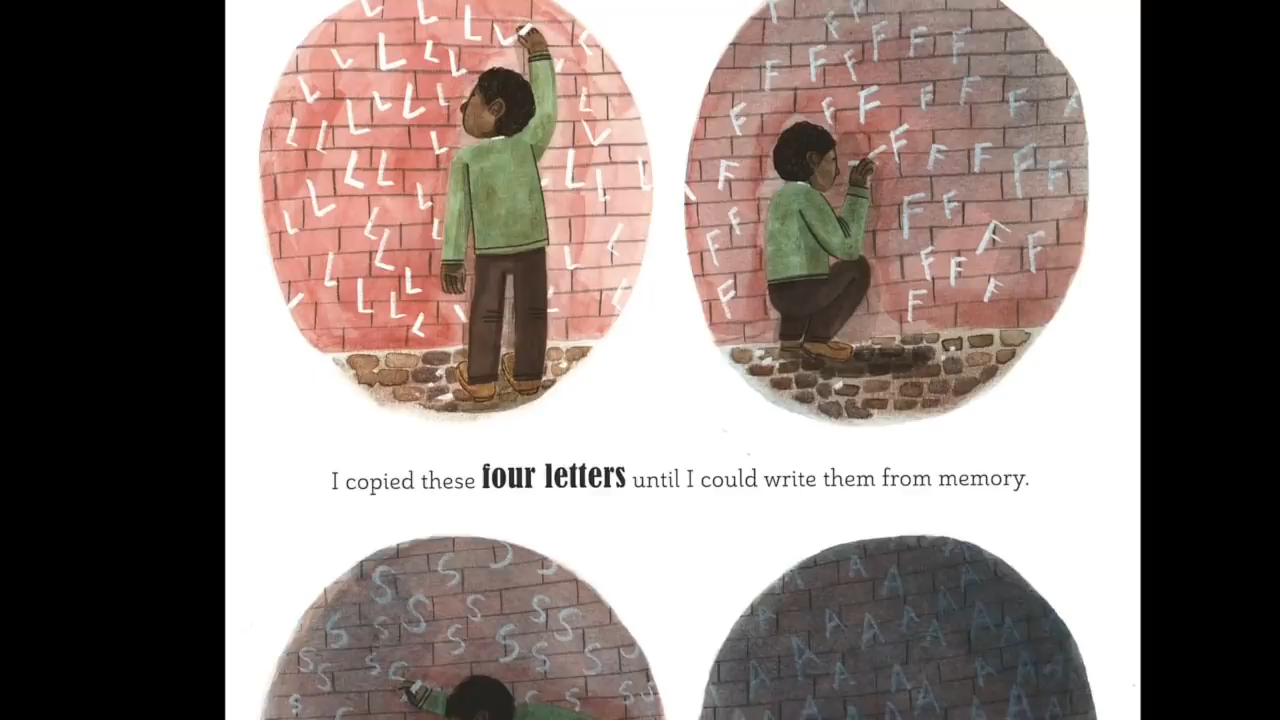 L L L L L L L L L L L L L L L L L L L L L L L L L L L L L L
F F F F F F F F F F F F F F F F F F F F F F F F F F F F F F
I copied these four letters until I could write them from memory.
S S S S S S S S S S S S S S S S
A A A A A A A A A A A A A A A A A A